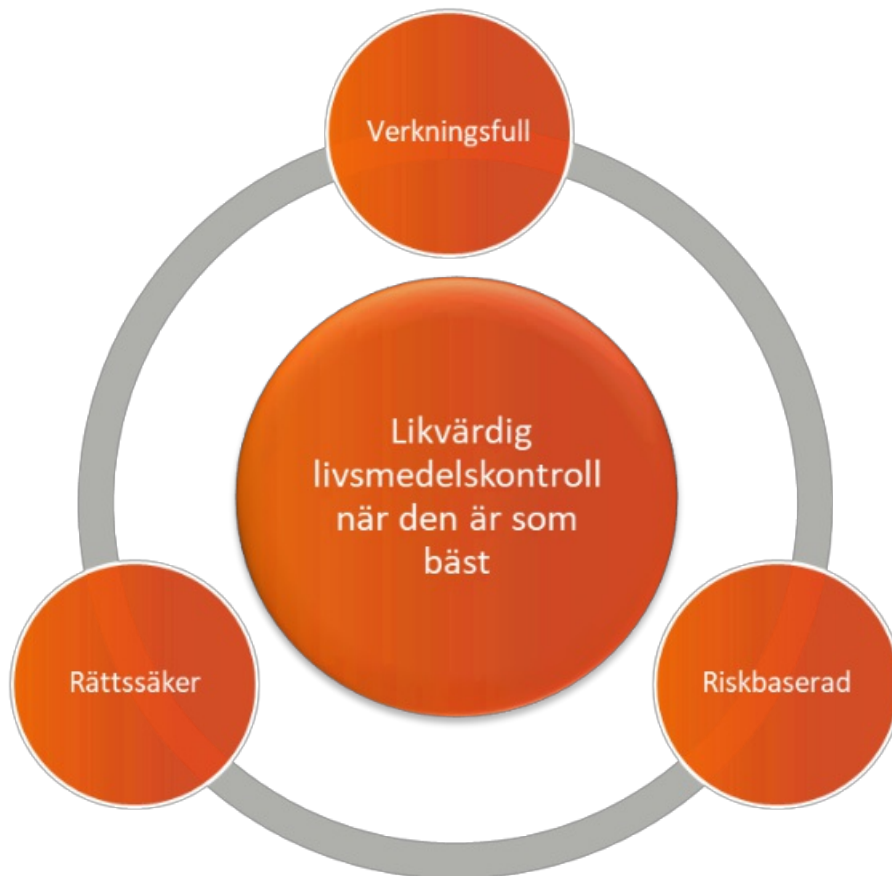 Verkningsfull
Likvärdig
livsmedelskontroll
när den är som
bäst
Rättssäker
Riskbaserad